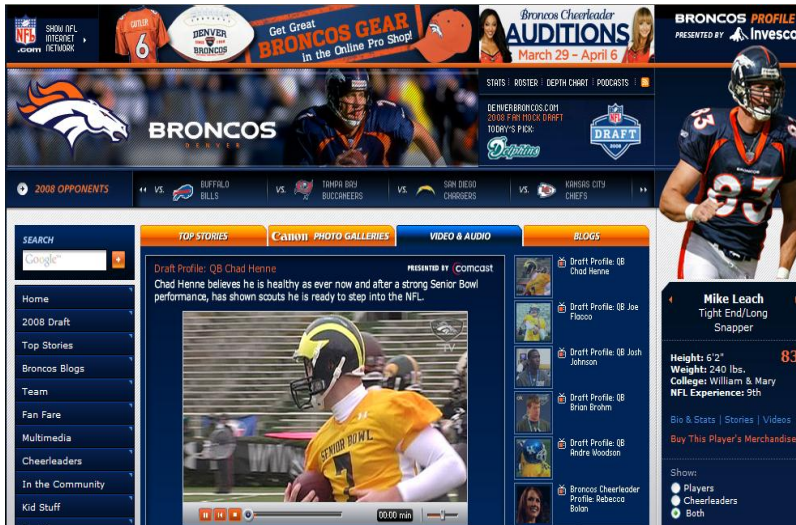 NFL
.com
SHOW NFL
INTERNET
NETWORK
CUTLER
6
DENVER
BRONCOS
Get Great
BRONCOS GEAR
in the Online Pro Shop!
Broncos Cheerleader
AUDITIONS
March 29 - April 6
BRONCOS PROFILE
PRESENTED BY Invesco
BRONCOS
DENVER
STATS | ROSTER | DEPTH CHART | PODCASTS
DENVERBRONCOS.COM
2008 FAN MOCK DRAFT
TODAY'S PICK:
Dolphins
NFL
DRAFT
2008
83
2008 OPPONENTS
VS. BUFFALO
BILLS
VS. TAMPA BAY
BUCCANEERS
VS. SAN DIEGO
CHARGERS
VS. KANSAS CITY
CHIEFS
SEARCH
Google™
TOP STORIES
Canon PHOTO GALLERIES
VIDEO & AUDIO
BLOGS
Home
2008 Draft
Top Stories
Broncos Blogs
Team
Fan Fare
Multimedia
Cheerleaders
In the Community
Kid Stuff
Draft Profile: QB Chad Henne
PRESENTED BY comcast
Chad Henne believes he is healthy as ever now and after a strong Senior Bowl
performance, has shown scouts he is ready to step into the NFL.
TV
SENIOR BOWL
7
00:00 min
Draft Profile: QB
Chad Henne
Draft Profile: QB Joe
Flacco
Draft Profile: QB Josh
Johnson
Draft Profile: QB
Brian Brohm
Draft Profile: QB
Andre Woodson
Broncos Cheerleader
Profile: Rebecca
Bolan
Mike Leach
Tight End/Long
Snapper
83
Height: 6'2"
Weight: 240 lbs.
College: William & Mary
NFL Experience: 9th
Bio & Stats | Stories | Videos
Buy This Player's Merchandise
Show:
Players
Cheerleaders
Both